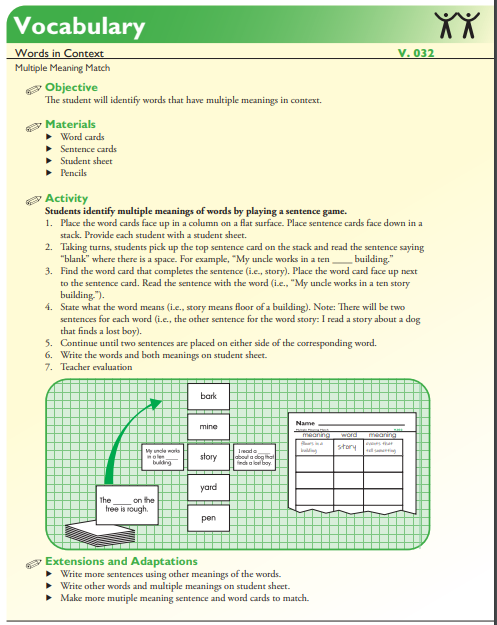 Vocabulary
Words in Context
V. 032
Multiple Meaning Match
Objective
The student will identify words that have multiple meanings in context.
Materials
► Word cards
► Sentence cards
► Student sheet
► Pencils
Activity
Students identify multiple meanings of words by playing a sentence game.
1. Place the word cards face up in a column on a flat surface. Place sentence cards face down in a
stack. Provide each student with a student sheet.
2. Taking turns, students pick up the top sentence card on the stack and read the sentence saying
"blank" where there is a space. For example, "My uncle works in a ten ____ building."
3. Find the word card that completes the sentence (i.e., story). Place the word card face up next
to the sentence card. Read the sentence with the word (i.e., "My uncle works in a ten story
building.").
4. State what the word means (i.e., story means floor of a building). Note: There will be two
sentences for each word (i.e., the other sentence for the word story: I read a story about a dog
that finds a lost boy).
5. Continue until two sentences are placed on either side of the corresponding word.
6. Write the words and both meanings on student sheet.
7. Teacher evaluation
bark
mine
story
yard
pen
My uncle works
in a ten ____
building.
I read a ____
about a dog that
finds a lost boy.
The ____ on the
tree is rough.
Name
meaning word meaning
story
Extensions and Adaptations
► Write more sentences using other meanings of the words.
► Write other words and multiple meanings on student sheet.
► Make more mutiple meaning sentence and word cards to match.